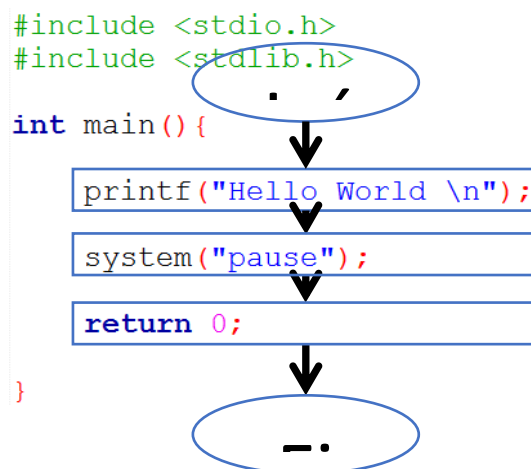 #include <stdio.h>
#include <stdlib.h>
int main(){
printf("Hello World \n");
system("pause");
return 0;
}